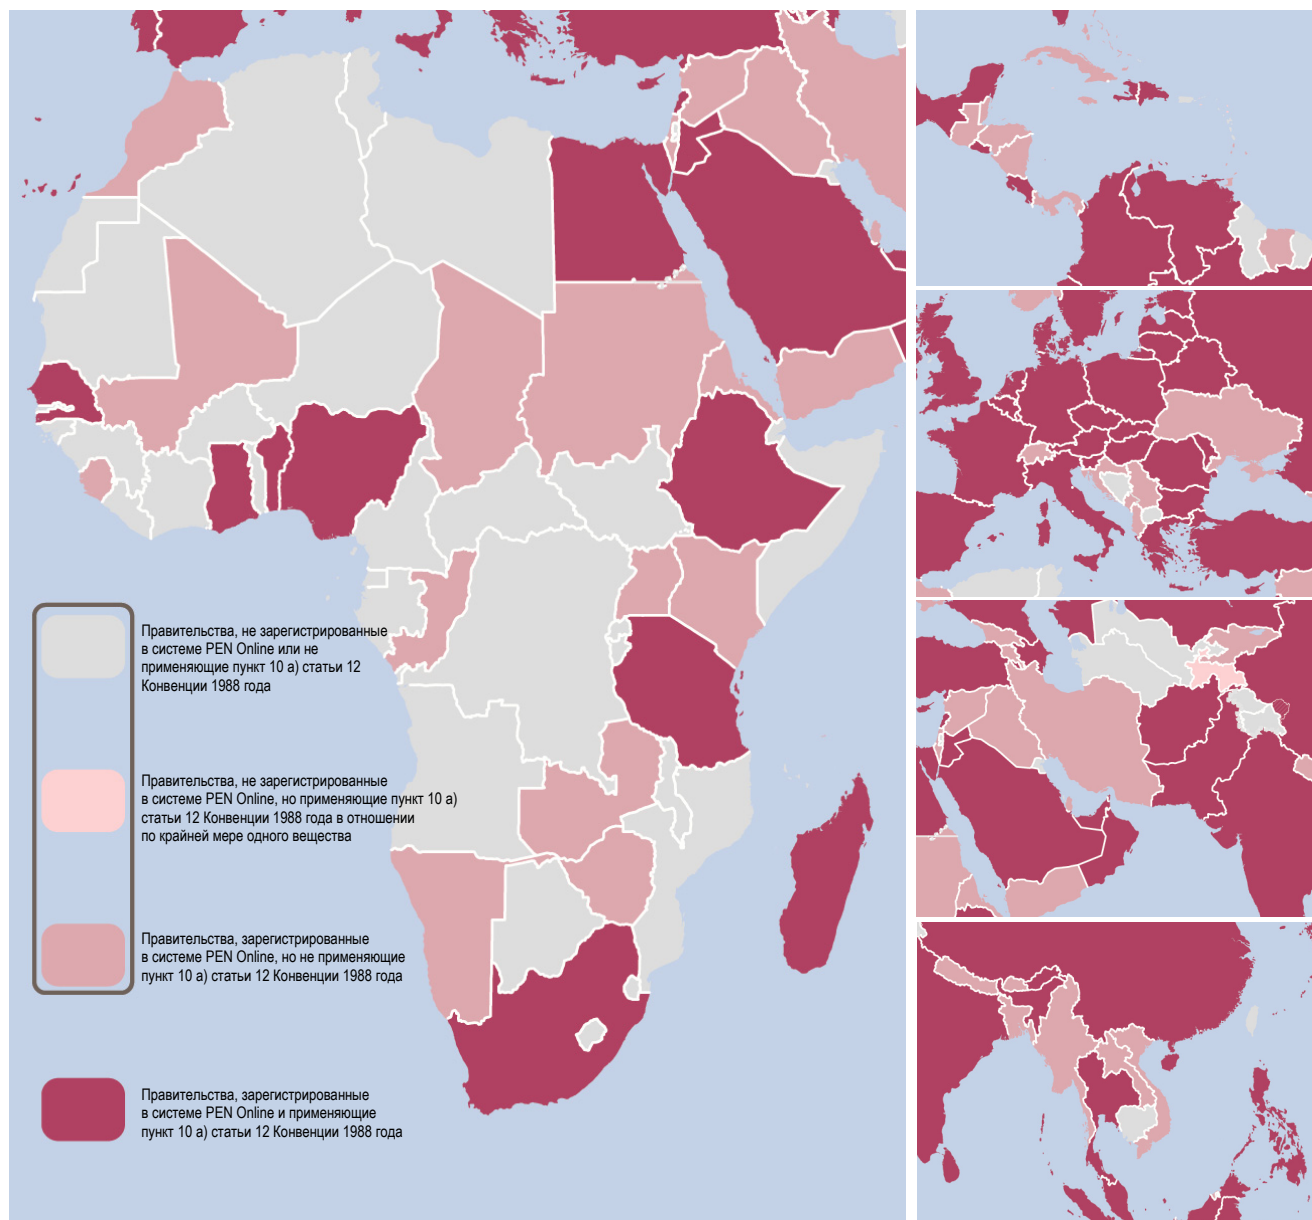 Правительства, не зарегистрированные
в системе PEN Online или не
применяющие пункт 10 а) статьи 12
Конвенции 1988 года
Правительства, не зарегистрированные
в системе PEN Online, но применяющие пункт 10 а)
статьи 12 Конвенции 1988 года в отношении
по крайней мере одного вещества
Правительства, зарегистрированные
в системе PEN Online, но не применяющие
пункт 10 а) статьи 12 Конвенции 1988 года
Правительства, зарегистрированные
в системе PEN Online и применяющие
пункт 10 а) статьи 12 Конвенции 1988 года